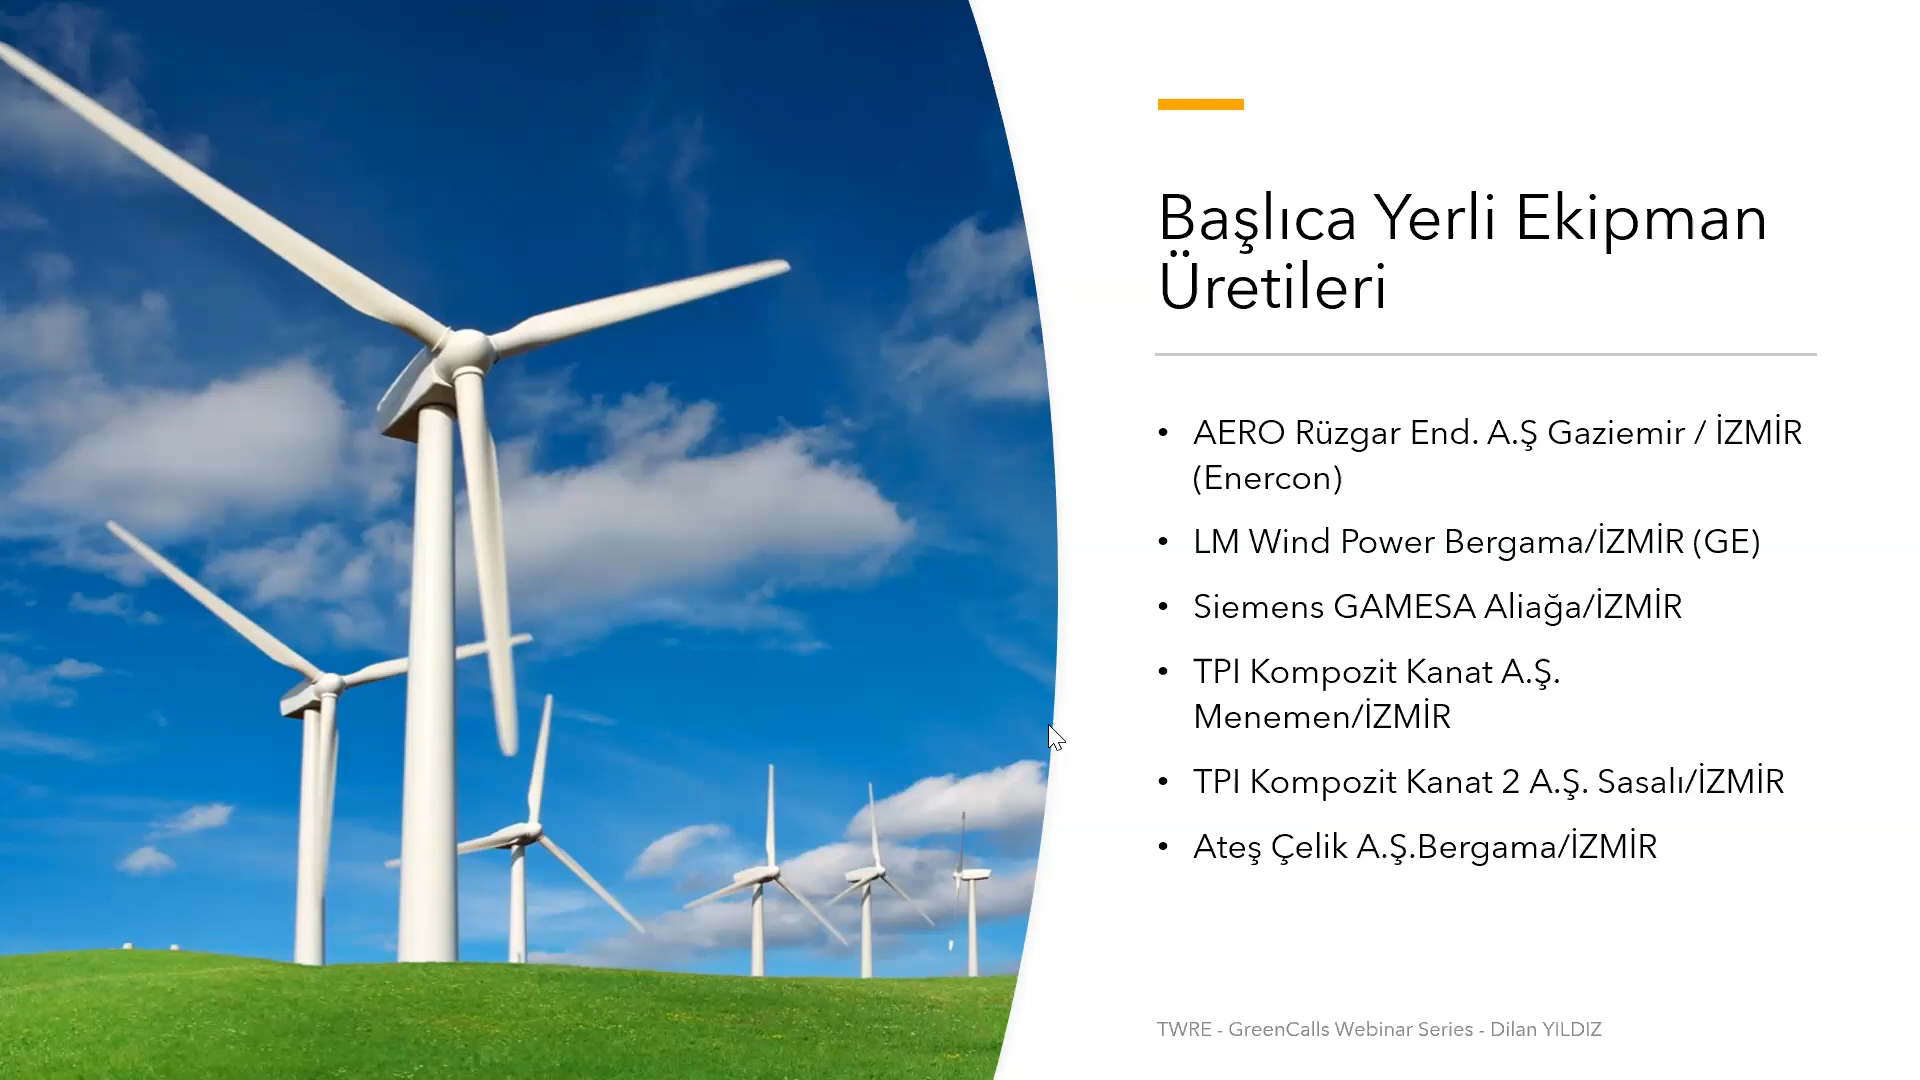 Başlıca Yerli Ekipman
Üretileri
• AERO Rüzgar End. A.Ş Gaziemir / İZMİR
(Enercon)
• LM Wind Power Bergama/İZMİR (GE)
• Siemens GAMESA Aliağa/İZMİR
• TPI Kompozit Kanat A.Ş.
Menemen/İZMİR
• TPI Kompozit Kanat 2 A.Ş. Sasalı/İZMİR
• Ateş Çelik A.Ş.Bergama/İZMİR
TWRE - GreenCalls Webinar Series - Dilan YILDIZ